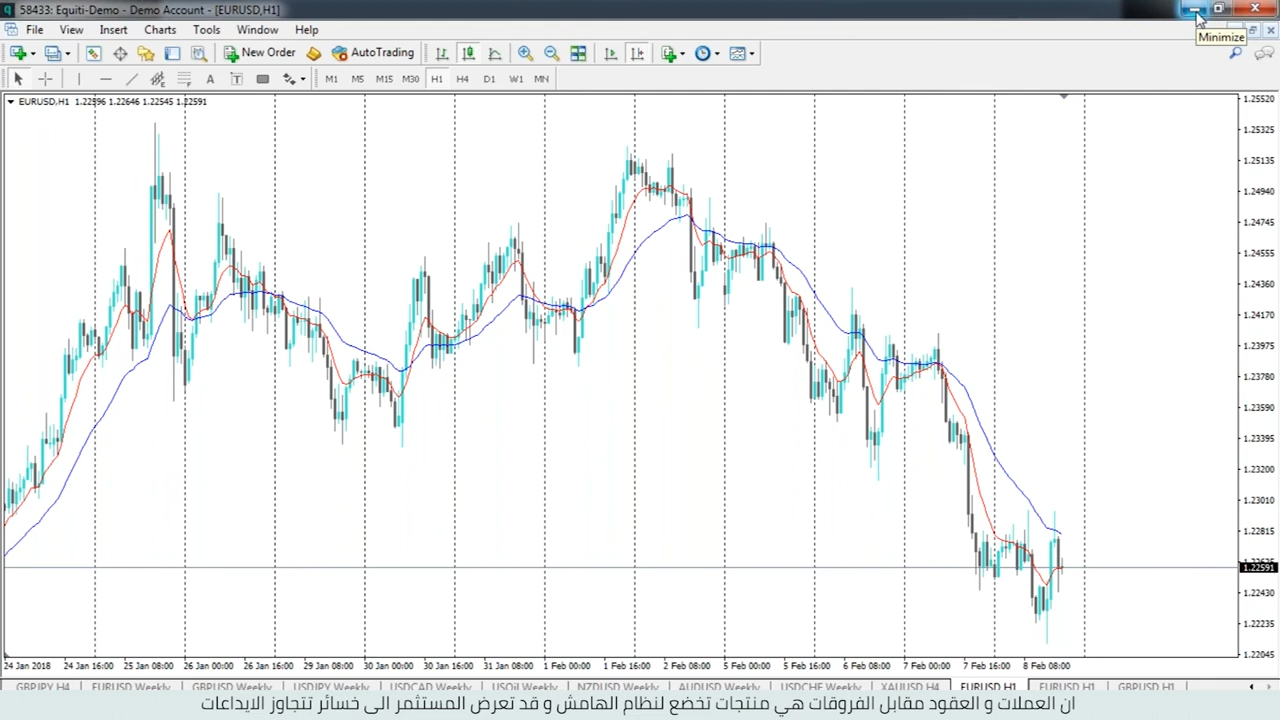 58433: Equiti-Demo - Demo Account - [EURUSD,H1]
Minimize
File View Insert Charts Tools Window Help
New Order AutoTrading
A T M1 M5 M15 M30 H1 H4 D1 W1 MN
EURUSD,H1 1.22596 1.22646 1.22545 1.22591
1.25520
1.25325
1.25135
1.24940
1.24745
1.24555
1.24360
1.24170
1.23975
1.23780
1.23590
1.23395
1.23200
1.23010
1.22815
1.22591
1.22430
1.22235
1.22045
24 Jan 2018 24 Jan 16:00 25 Jan 08:00 26 Jan 00:00 26 Jan 16:00 29 Jan 08:00 30 Jan 00:00 30 Jan 16:00 31 Jan 08:00 1 Feb 00:00 1 Feb 16:00 2 Feb 08:00 5 Feb 00:00 5 Feb 16:00 6 Feb 08:00 7 Feb 00:00 7 Feb 16:00 8 Feb 08:00
GBPJPY,H4 EURUSD,Weekly GBPUSD,Weekly USDJPY,Weekly USDCAD,Weekly USOil,Weekly NZDUSD,Weekly AUDUSD,Weekly USDCHF,Weekly XAUUSD,H4 EURUSD,H1 EURUSD,H1 GBPUSD,H1
ان العملات و العقود مقابل الفروقات هي منتجات تخضع لنظام الهامش و قد تعرض المستثمر الى خسائر تتجاوز الايداعات